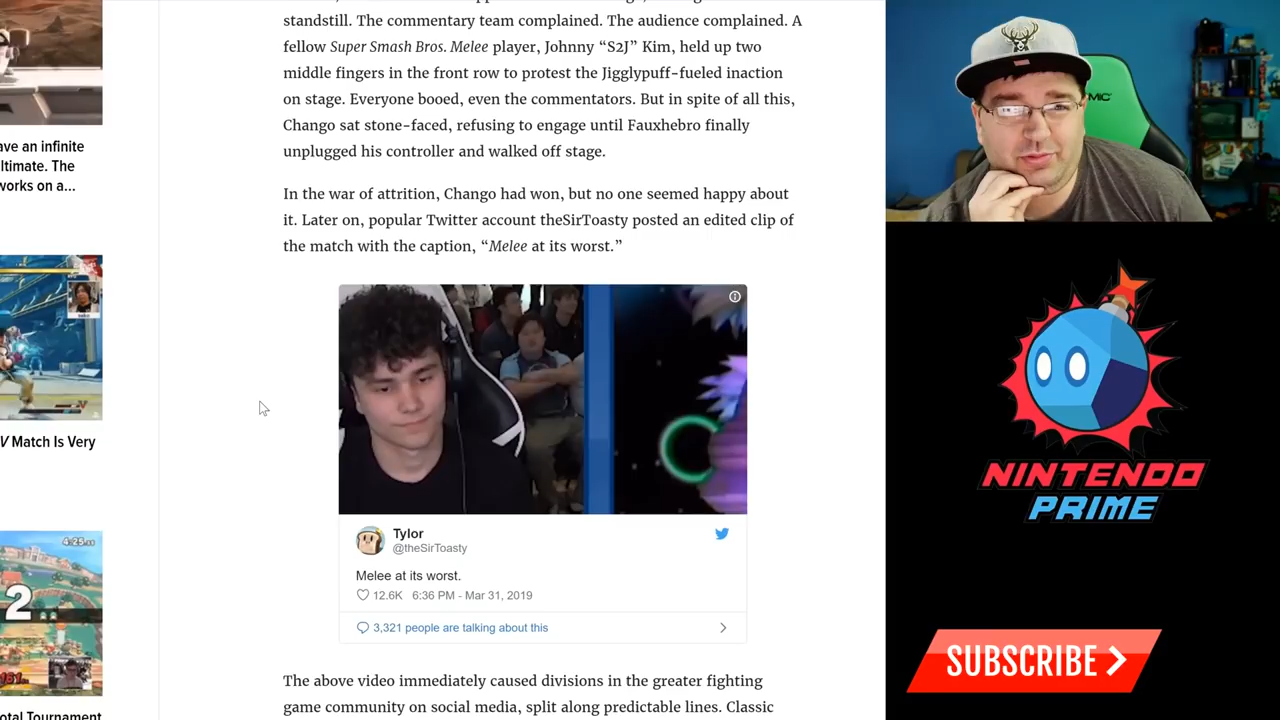 standstill. The commentary team complained. The audience complained. A
fellow Super Smash Bros. Melee player, Johnny “S2J” Kim, held up two
middle fingers in the front row to protest the Jigglypuff-fueled inaction
on stage. Everyone booed, even the commentators. But in spite of all this,
Chango sat stone-faced, refusing to engage until Fauxhebro finally
unplugged his controller and walked off stage.
In the war of attrition, Chango had won, but no one seemed happy about
it. Later on, popular Twitter account theSirToasty posted an edited clip of
the match with the caption, “Melee at its worst.”
Tylor
@theSirToasty
Melee at its worst.
12.6K 6:36 PM - Mar 31, 2019
3,321 people are talking about this
The above video immediately caused divisions in the greater fighting
game community on social media, split along predictable lines. Classic
ave an infinite
ltimate. The
works on a...
V Match Is Very
4:25
2
otal Tournament
MIC
NINTENDO
PRIME
SUBSCRIBE